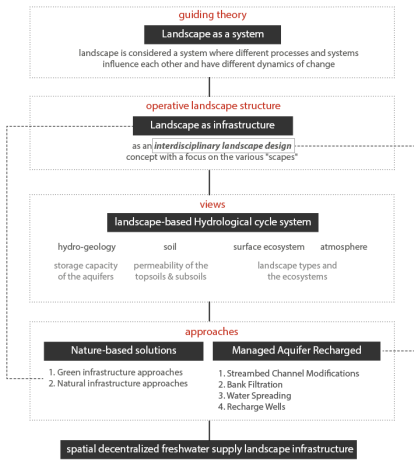 guiding theory
Landscape as a system
landscape is considered a system where different processes and systems
influence each other and have different dynamics of change
operative landscape structure
Landscape as infrastructure
as an interdisciplinary landscape design
concept with a focus on the various "scapes"
views
landscape-based Hydrological cycle system
hydro-geology soil surface ecosystem atmosphere
storage capacity permeability of the landscape types and
of the aquifers topsoils & subsoils the ecosystems
approaches
Nature-based solutions Managed Aquifer Recharged
1. Green infrastructure approaches
2. Natural infrastructure approaches
1. Streambed Channel Modifications
2. Bank Filtration
3. Water Spreading
4. Recharge Wells
spatial decentralized freshwater supply landscape infrastructure